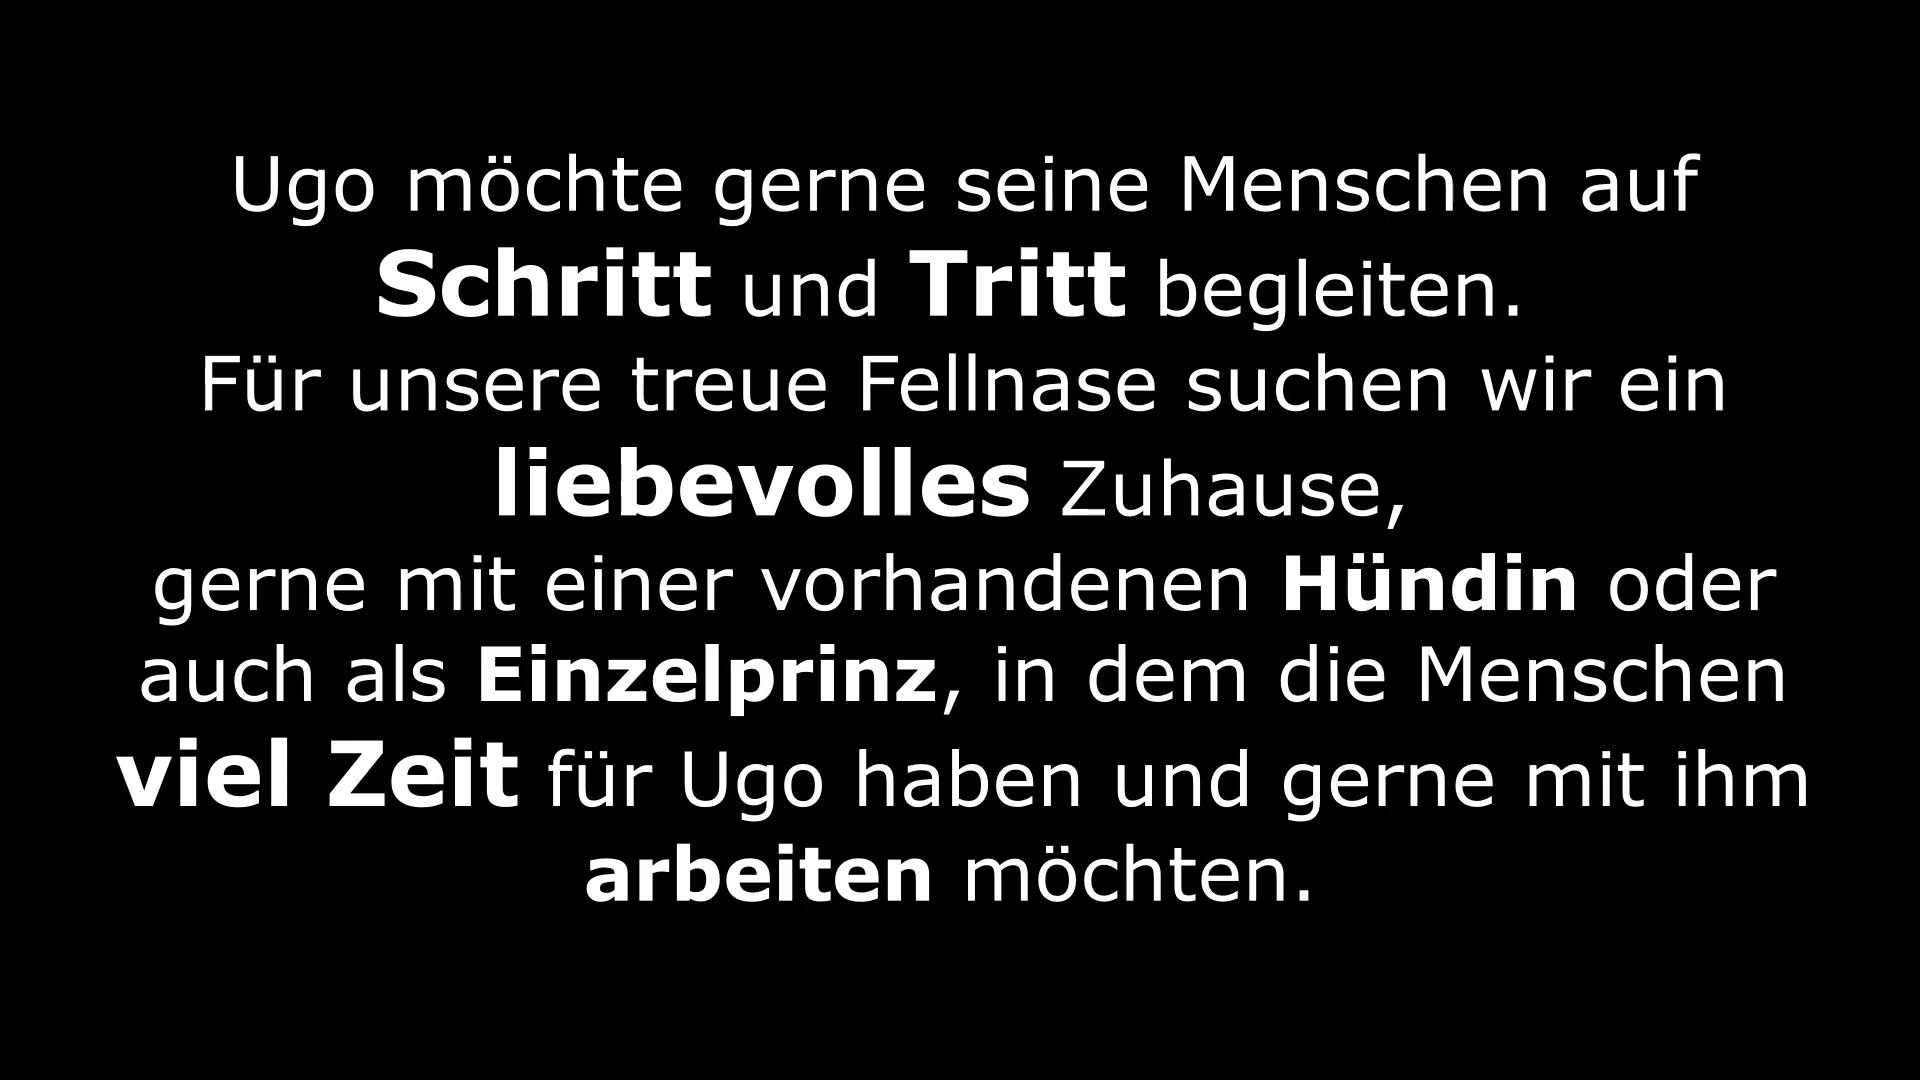 Ugo möchte gerne seine Menschen auf
Schritt und Tritt begleiten.
Für unsere treue Fellnase suchen wir ein
liebevolles Zuhause,
gerne mit einer vorhandenen Hündin oder
auch als Einzelprinz, in dem die Menschen
viel Zeit für Ugo haben und gerne mit ihm
arbeiten möchten.